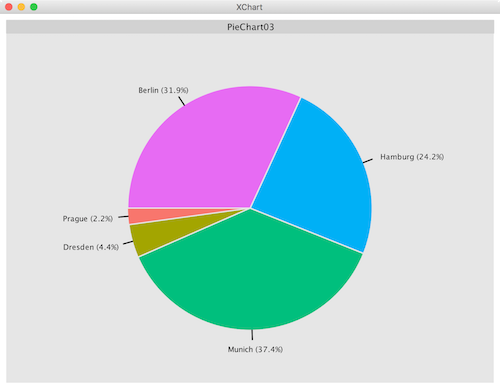 XChart
PieChart03
Berlin (31.9%)
Hamburg (24.2%)
Prague (2.2%)
Dresden (4.4%)
Munich (37.4%)